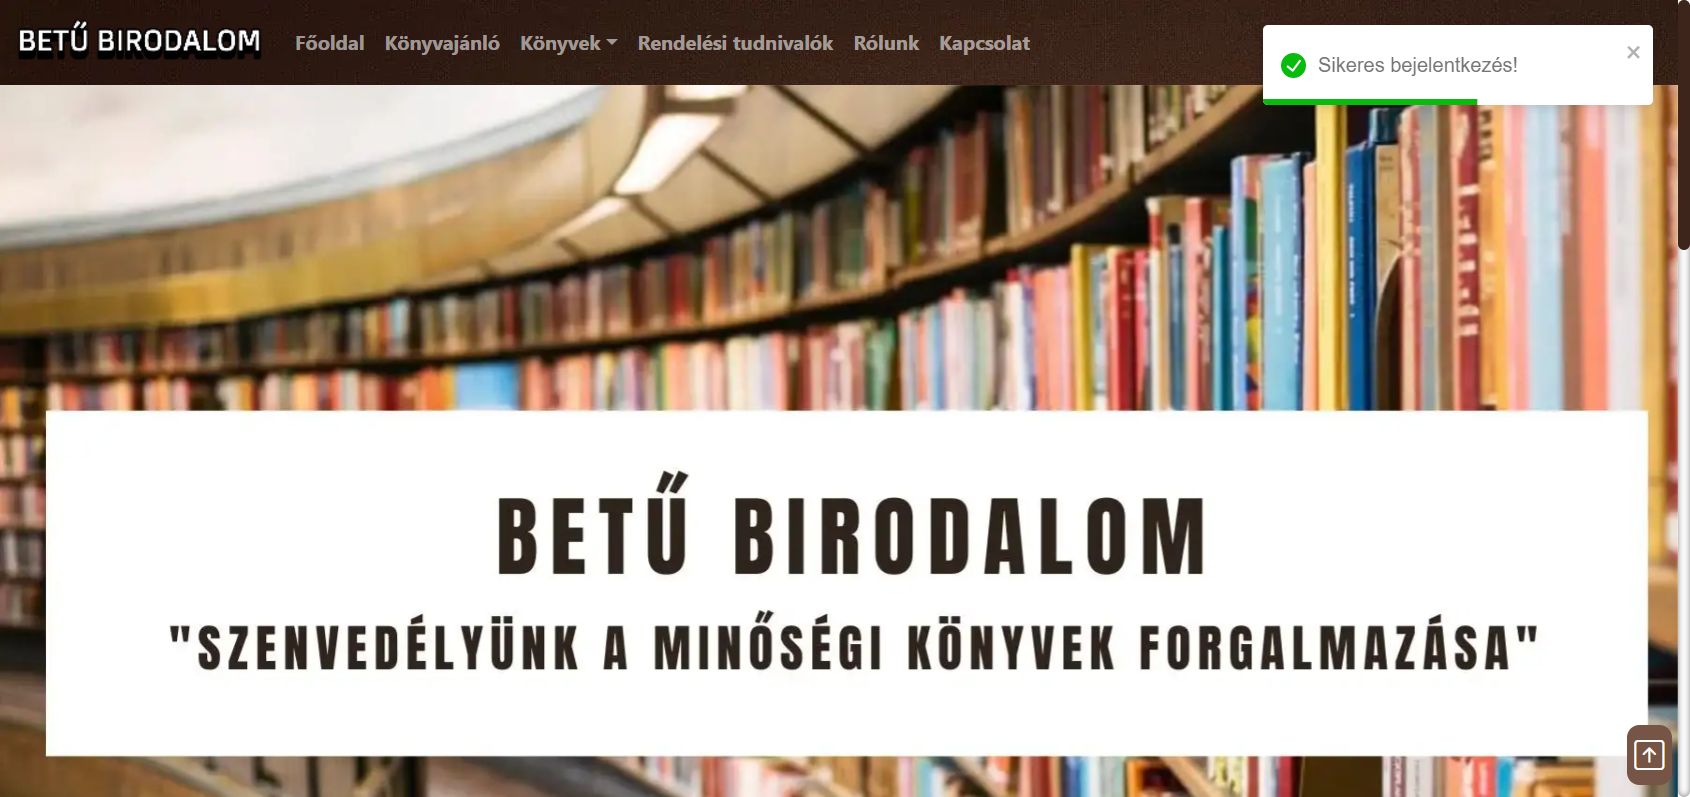 BETŰ BIRODALOM
Főoldal
Könyvajánló
Könyvek
Rendelési tudnivalók
Rólunk
Kapcsolat
Sikeres bejelentkezés!
BETŰ BIRODALOM
"SZENVEDÉLYÜNK A MINŐSÉGI KÖNYVEK FORGALMAZÁSA"